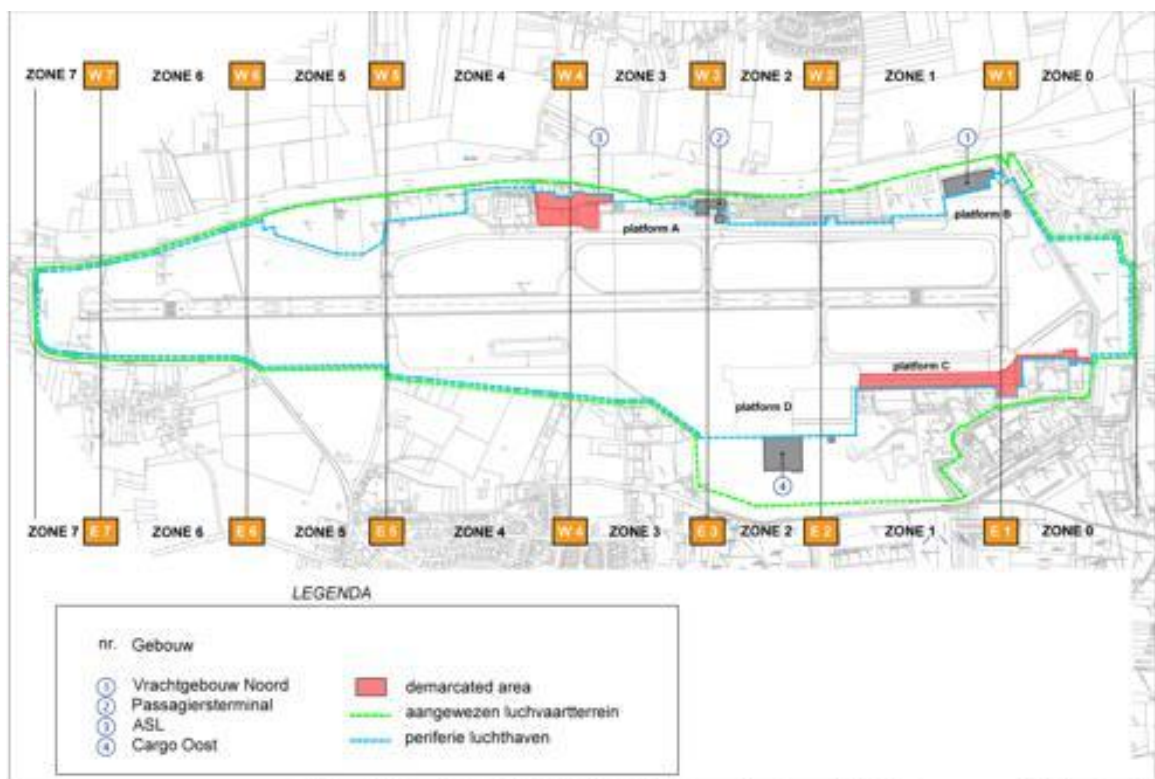 ZONE 7 W 7 ZONE 6 W 6 ZONE 5 W 5 ZONE 4 W 4 ZONE 3 W 3 ZONE 2 W 2 ZONE 1 W 1 ZONE 0
3 2 1
platform A
platform B
platform C
platform D
4
ZONE 7 E 7 ZONE 6 E 6 ZONE 5 E 5 ZONE 4 W 4 ZONE 3 E 3 ZONE 2 E 2 ZONE 1 E 1 ZONE 0
LEGENDA
nr. Gebouw
1 Vrachtgebouw Noord
2 Passagiersterminal
3 ASL
4 Cargo Oost
demarcated area
aangewezen luchvaartterrein
periferie luchthaven